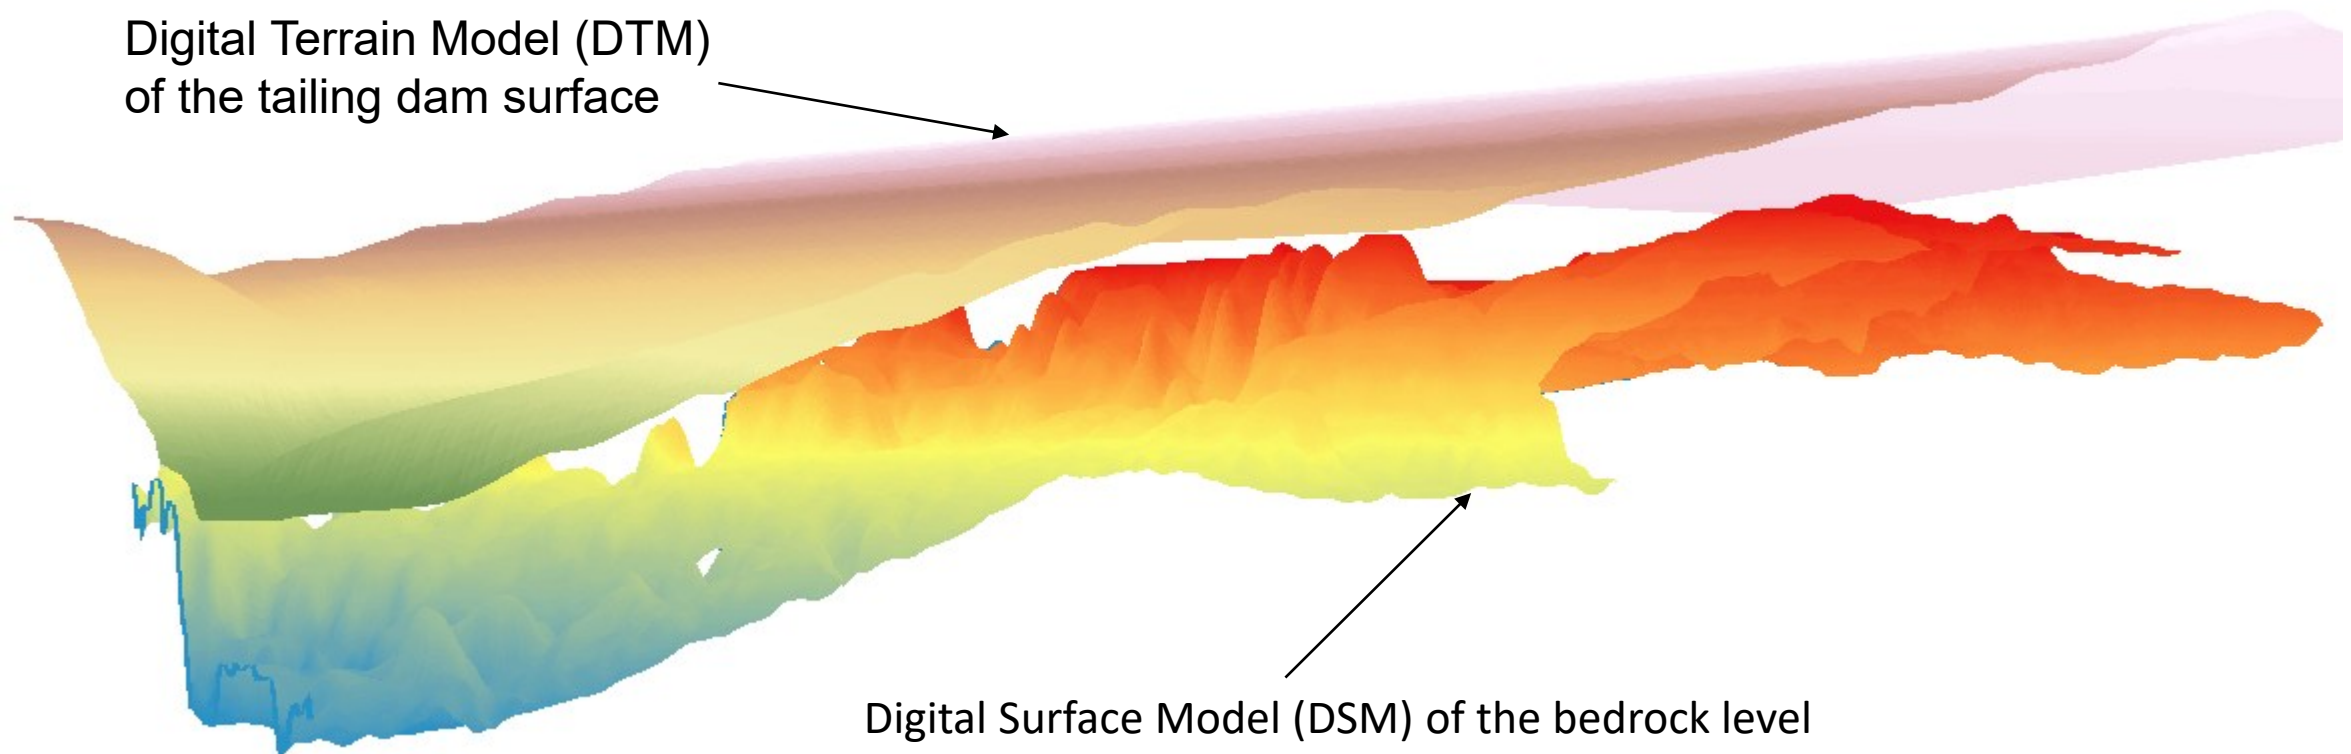 Digital Terrain Model (DTM)
of the tailing dam surface
Digital Surface Model (DSM) of the bedrock level